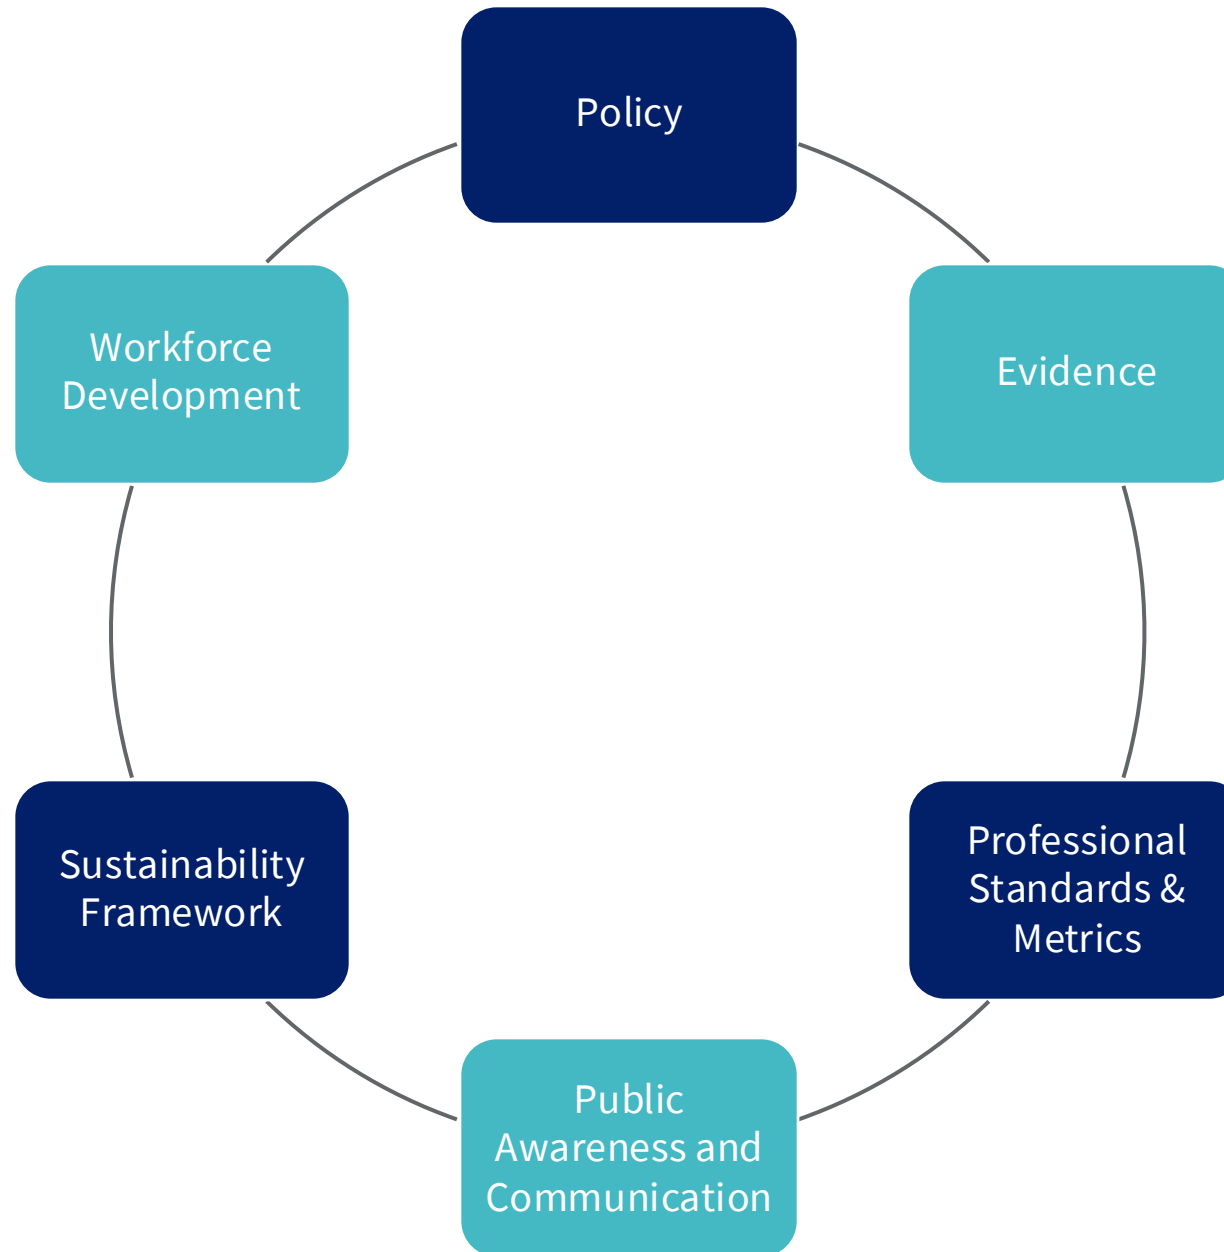 Policy
Workforce
Development
Evidence
Sustainability
Framework
Professional
Standards &
Metrics
Public
Awareness and
Communication